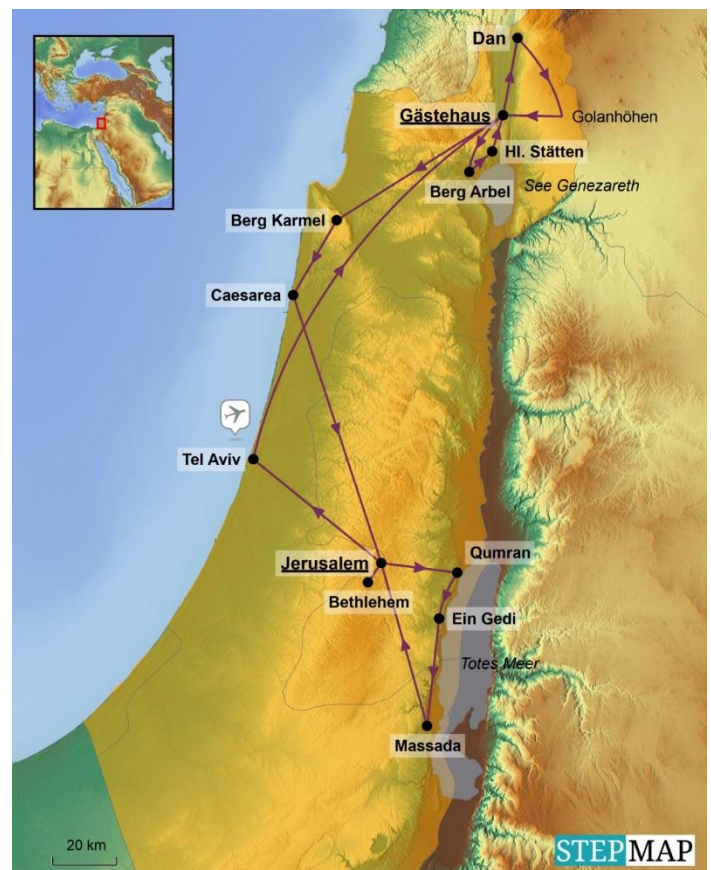 Dan
Gästehaus
Golanhöhen
Hl. Stätten
Berg Arbel
See Genezareth
Berg Karmel
Caesarea
Tel Aviv
Jerusalem
Qumran
Bethlehem
Ein Gedi
Totes Meer
Massada
20 km
STEPMAP